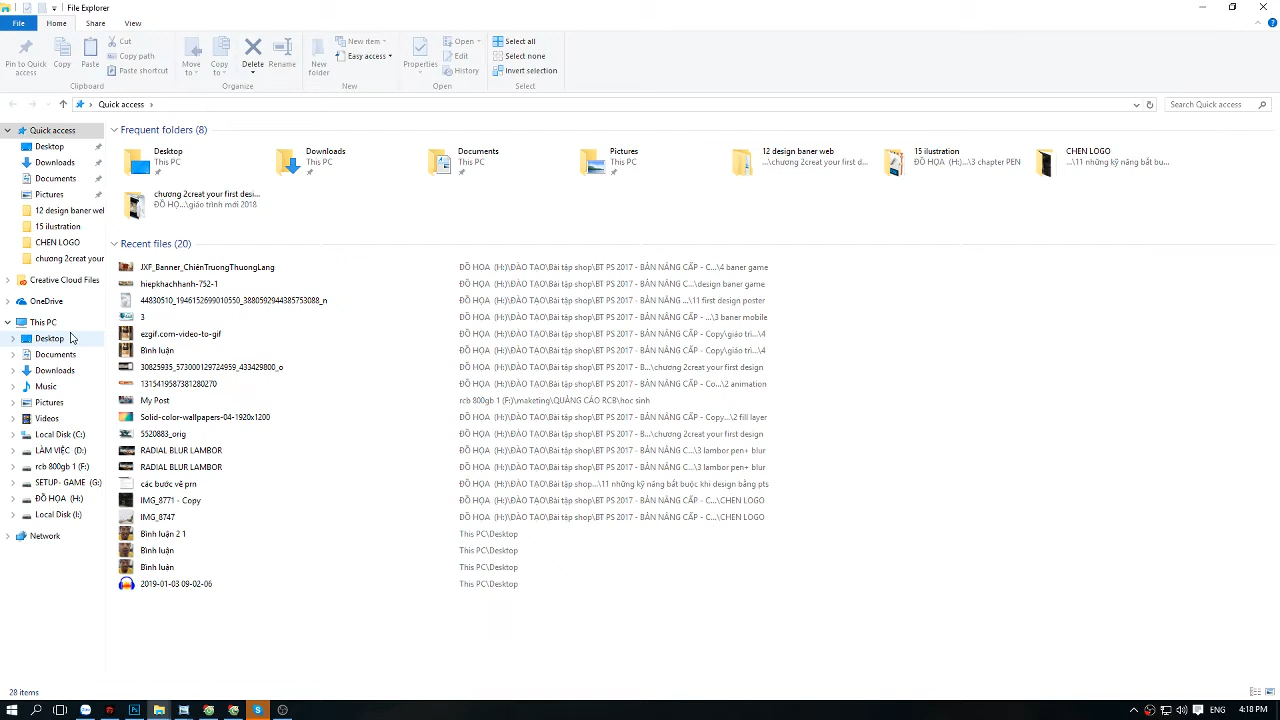 File Explorer
File
Home
Share
View
Pin to Quick access
Copy
Paste
Cut
Copy path
Paste shortcut
Clipboard
Move to
Copy to
Delete
Rename
Organize
New folder
New item
Easy access
New
Properties
Open
Edit
History
Open
Select all
Select none
Invert selection
Select
Quick access
Search Quick access
Quick access
Desktop
Downloads
Documents
Pictures
12 design baner wel
15 ilustration
CHEN LOGO
chương 2creat your
Creative Cloud Files
OneDrive
This PC
Desktop
Documents
Downloads
Music
Pictures
Videos
Local Disk (C:)
LÀM VIỆC (D:)
rcb 800gb 1 (F:)
SETUP- GAME (G:)
ĐỒ HỌA (H:)
Local Disk (I:)
Network
Frequent folders (8)
Desktop
This PC
Downloads
This PC
Documents
This PC
Pictures
This PC
12 design baner web
...\chương 2creat your first d...
15 ilustration
ĐỒ HỌA (H:)...\3 chapter PEN
CHEN LOGO
...\11 những kỹ năng bắt bu...
chương 2creat your first desi...
ĐỒ HỌ...\giáo trình mới 2018
Recent files (20)
JXF_Banner_ChiênTruongThuongLang ĐỒ HỌA (H:)\ĐÀO TẠO\Bài tập shop\BT PS 2017 - BẢN NÂNG CẤP - C...\4 baner game
hiepkhachhanh-752-1 ĐỒ HỌA (H:)\ĐÀO TẠO\Bài tập shop\BT PS 2017 - BẢN NÂNG C...\design baner game
44830510_1946152699010550_3880592944385753088_n ĐỒ HỌA (H:)\ĐÀO TẠO\Bài tập shop\BT PS 2017 - BẢN NÂNG ...\11 first design poster
3 ĐỒ HỌA (H:)\ĐÀO TẠO\Bài tập shop\BT PS 2017 - BẢN NÂNG CẤP -...\3 baner mobile
ezgif.com-video-to-gif ĐỒ HỌA (H:)\ĐÀO TẠO\Bài tập shop\BT PS 2017 - BẢN NÂNG CẤP - Copy\giáo tri...\4
Bình luận ĐỒ HỌA (H:)\ĐÀO TẠO\Bài tập shop\BT PS 2017 - BẢN NÂNG CẤP - Copy\giáo tri...\4
30825935_573009129724959_433429800_o ĐỒ HỌA (H:)\ĐÀO TẠO\Bài tập shop\BT PS 2017 - B...\chương 2creat your first design
1315419587381280270 ĐỒ HỌA (H:)\ĐÀO TẠO\Bài tập shop\BT PS 2017 - BẢN NÂNG CẤP - Co...\2 animation
My Post rcb 800gb 1 (F:)\maketing\QUẢNG CÁO RCB\hoc sinh
Solid-color-wallpapers-04-1920x1200 ĐỒ HỌA (H:)\ĐÀO TẠO\Bài tập shop\BT PS 2017 - BẢN NÂNG CẤP - Copy...\2 fill layer
5520883_orig ĐỒ HỌA (H:)\ĐÀO TẠO\Bài tập shop\BT PS 2017 - B...\chương 2creat your first design
RADIAL BLUR LAMBOR ĐỒ HỌA (H:)\ĐÀO TẠO\Bài tập shop\BT PS 2017 - BẢN NÂNG C...\3 lambor pen+ blur
RADIAL BLUR LAMBOR ĐỒ HỌA (H:)\ĐÀO TẠO\Bài tập shop\BT PS 2017 - BẢN NÂNG C...\3 lambor pen+ blur
các bước vẽ prn ĐỒ HỌA (H:)\ĐÀO TẠO\Bài tập shop...\11 những kỹ năng bắt buộc khi design bằng pts
IMG_8771 - Copy ĐỒ HỌA (H:)\ĐÀO TẠO\Bài tập shop\BT PS 2017 - BẢN NÂNG CẤP - C...\CHEN LOGO
IMG_8747 ĐỒ HỌA (H:)\ĐÀO TẠO\Bài tập shop\BT PS 2017 - BẢN NÂNG CẤP - C...\CHEN LOGO
Bình luận 2 1 This PC\Desktop
Bình luận This PC\Desktop
Bình luận This PC\Desktop
2019-01-03 09-02-06 This PC\Desktop
28 items
ENG
4:18 PM